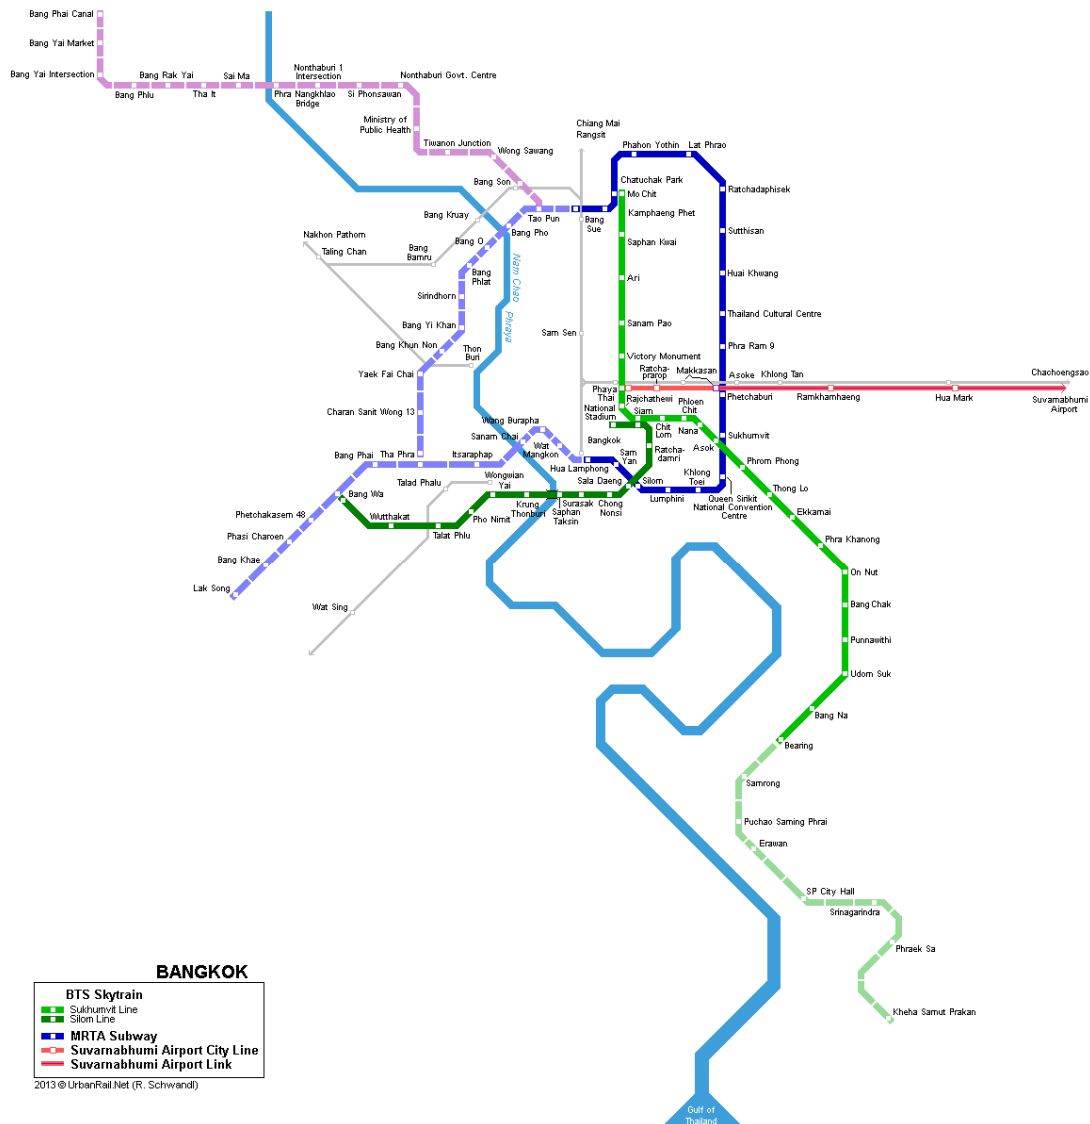 Bang Phai Canal
Bang Yai Market
Bang Yai Intersection
Bang Rak Yai
Sai Ma
Nonthaburi 1
Intersection
Nonthaburi Govt. Centre
Bang Phlu
Tha It
Phra Nangkhlao
Bridge
Si Phonsawan
Ministry of
Public Health
Tiwanon Junction
Wong Sawang
Chiang Mai
Rangsit
Phahon Yothin
Lat Phrao
Bang Son
Chatuchak Park
Mo Chit
Ratchadaphisek
Bang Kruay
Tao Pun
Bang
Sue
Kamphaeng Phet
Bang Pho
Nakhon Pathom
Taling Chan
Bang
Bamru
Bang O
Saphan Kwai
Sutthisan
Bang
Phlat
Nam Chao
Phraya
Ari
Huai Khwang
Sirindhorn
Thailand Cultural Centre
Bang Yi Khan
Sam Sen
Sanam Pao
Bang Khun Non
Thon
Buri
Victory Monument
Phra Ram 9
Yaek Fai Chai
Ratcha-
prarop
Makkasan
Asoke
Khlong Tan
Chachoengsao
Phaya
Thai
Rajchathewi
Phetchaburi
Ramkhamhaeng
Hua Mark
Suvarnabhumi
Airport
Charan Sanit Wong 13
National
Stadium
Siam
Phloen
Chit
Chit
Lom
Nana
Wang Burapha
Sanam Chai
Wat
Mangkon
Bangkok
Sam
Yan
Ratcha-
damri
Asok
Sukhumvit
Bang Phai
Tha Phra
Itsaraphap
Hua Lamphong
Phrom Phong
Talad Phalu
Wongwian
Yai
Sala Daeng
Silom
Khlong
Toei
Bang Wa
Krung
Thonburi
Saphan
Taksin
Surasak
Chong
Nonsi
Lumphini
Queen Sirikit
National Convention
Centre
Thong Lo
Phetchakasem 48
Wutthakat
Talat Phlu
Pho Nimit
Ekkamai
Phasi Charoen
Phra Khanong
Bang Khae
On Nut
Lak Song
Wat Sing
Bang Chak
Punnawithi
Udom Suk
Bang Na
Bearing
Samrong
Puchao Saming Phrai
Erawan
SP City Hall
Srinagarindra
Phraek Sa
Kheha Samut Prakan
BANGKOK
BTS Skytrain
Sukhumvit Line
Silom Line
MRTA Subway
Suvarnabhumi Airport City Line
Suvarnabhumi Airport Link
2013 © UrbanRail.Net (R. Schwandl)
Gulf of
Thailand